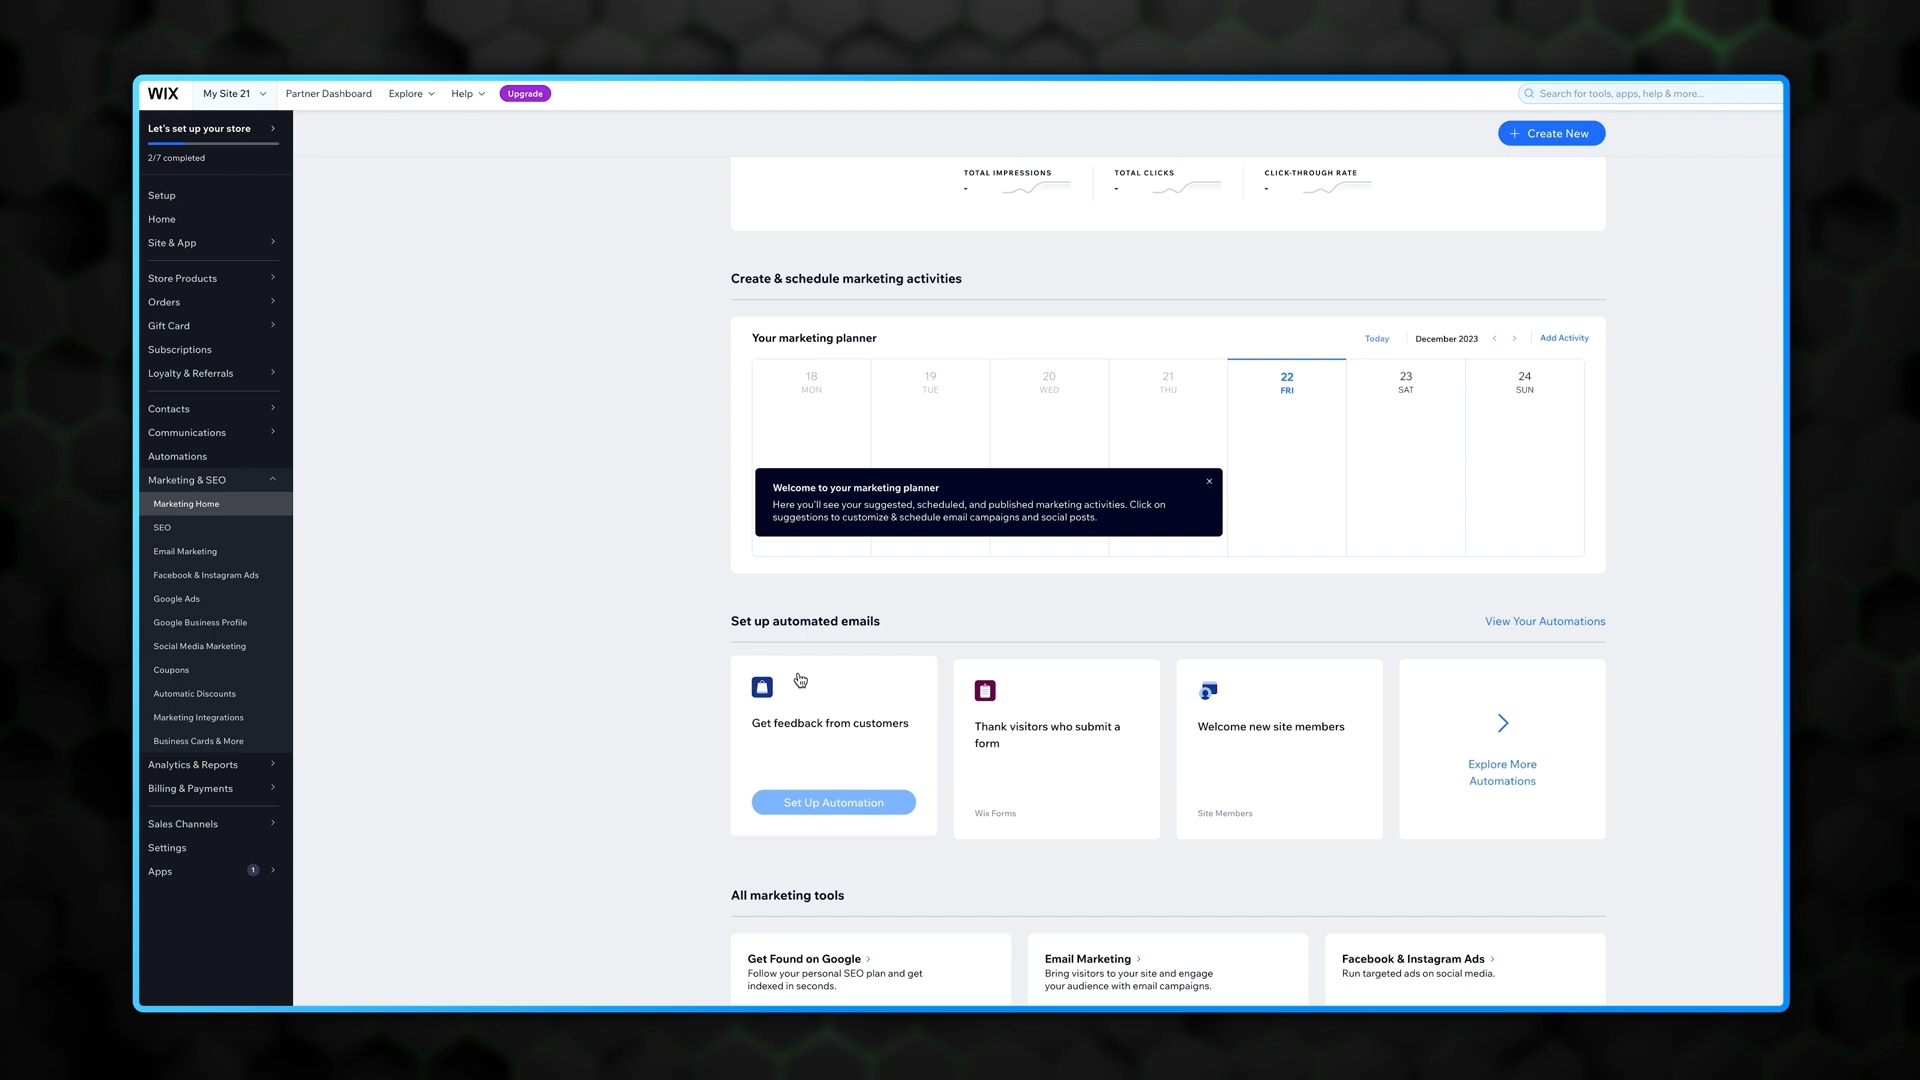 WIX
My Site 21
Partner Dashboard
Explore
Help
Upgrade
Search for tools, apps, help & more...
Let's set up your store
2/7 completed
Setup
Home
Site & App
Store Products
Orders
Gift Card
Subscriptions
Loyalty & Referrals
Contacts
Communications
Automations
Marketing & SEO
Marketing Home
SEO
Email Marketing
Facebook & Instagram Ads
Google Ads
Google Business Profile
Social Media Marketing
Coupons
Automatic Discounts
Marketing Integrations
Business Cards & More
Analytics & Reports
Billing & Payments
Sales Channels
Settings
Apps
1
+ Create New
TOTAL IMPRESSIONS
-
TOTAL CLICKS
-
CLICK-THROUGH RATE
-
Create & schedule marketing activities
Your marketing planner
Today
December 2023
Add Activity
18
MON
19
TUE
20
WED
21
THU
22
FRI
23
SAT
24
SUN
Welcome to your marketing planner
Here you'll see your suggested, scheduled, and published marketing activities. Click on
suggestions to customize & schedule email campaigns and social posts.
Set up automated emails
View Your Automations
Get feedback from customers
Set Up Automation
Thank visitors who submit a
form
Wix Forms
Welcome new site members
Site Members
Explore More
Automations
All marketing tools
Get Found on Google
Follow your personal SEO plan and get
indexed in seconds.
Email Marketing
Bring visitors to your site and engage
your audience with email campaigns.
Facebook & Instagram Ads
Run targeted ads on social media.